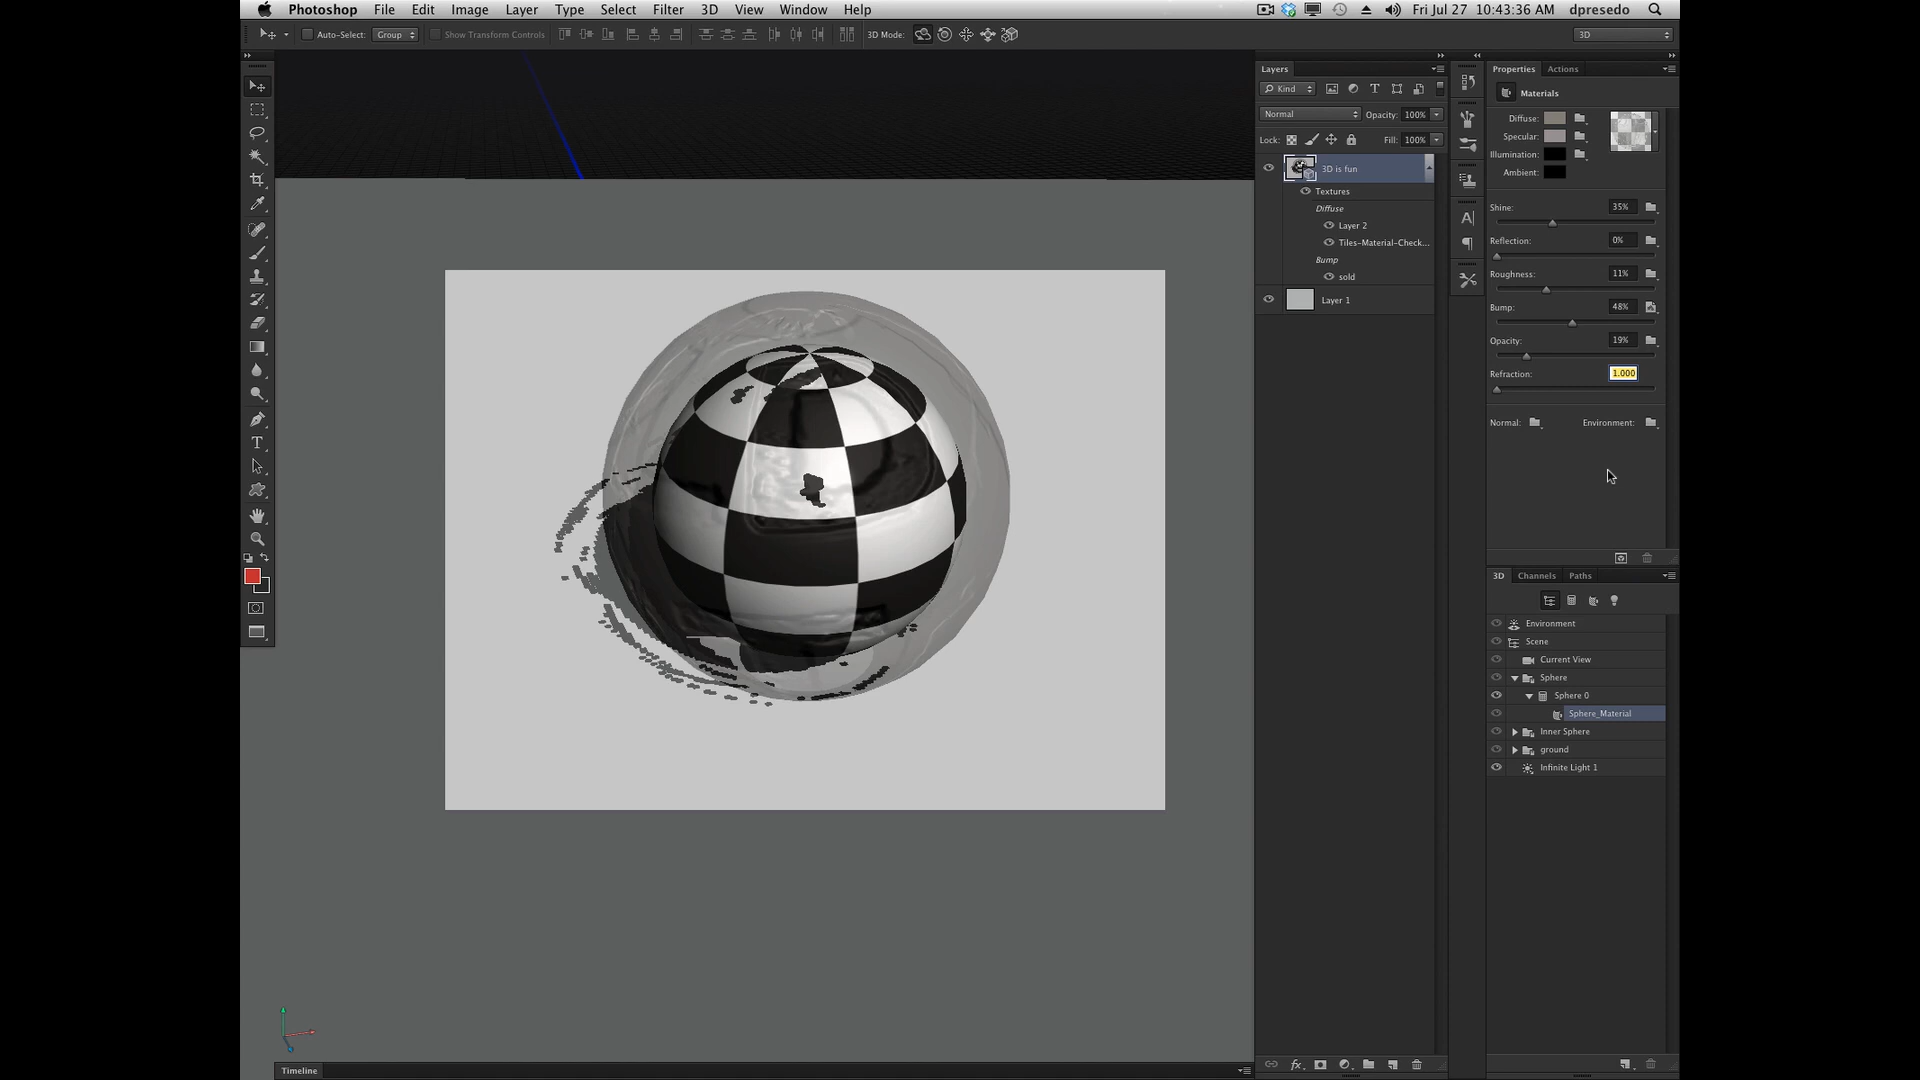 Photoshop File Edit Image Layer Type Select Filter 3D View Window Help Fri Jul 27 10:43:36 AM dpresedo
Auto-Select: Group Show Transform Controls 3D Mode: 3D
Layers
Kind
Normal Opacity: 100%
Lock: Fill: 100%
3D is fun
Textures
Diffuse
Layer 2
Tiles-Material-Check...
Bump
sold
Layer 1
Properties Actions
Materials
Diffuse:
Specular:
Illumination:
Ambient:
Shine: 35%
Reflection: 0%
Roughness: 11%
Bump: 48%
Opacity: 19%
Refraction: 1.000
Normal: Environment:
3D Channels Paths
Environment
Scene
Current View
Sphere
Sphere 0
Sphere_Material
Inner Sphere
ground
Infinite Light 1
fx
Timeline